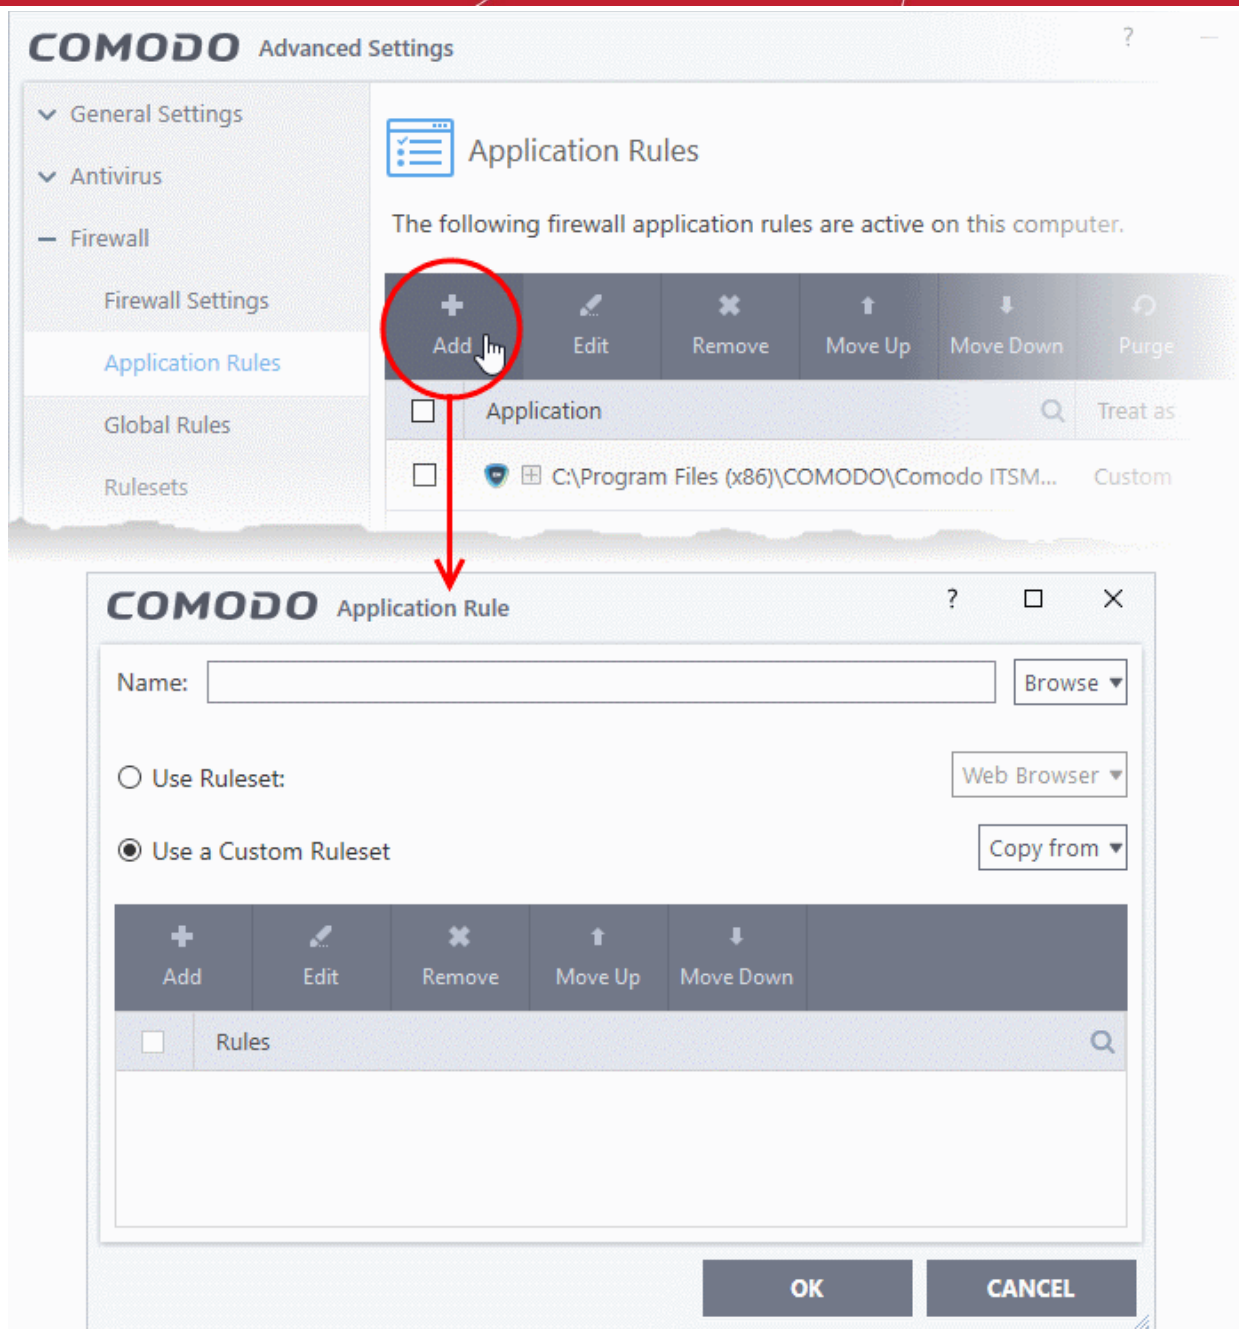 COMODO Advanced Settings ?
General Settings
Antivirus
Firewall
Firewall Settings
Application Rules
Global Rules
Rulesets
Application Rules
The following firewall application rules are active on this computer.
Add Edit Remove Move Up Move Down Purge
Application Treat as
C:\Program Files (x86)\COMODO\Comodo ITSM... Custom
COMODO Application Rule ?
Name: Browse
Use Ruleset: Web Browser
Use a Custom Ruleset Copy from
Add Edit Remove Move Up Move Down
Rules
OK CANCEL